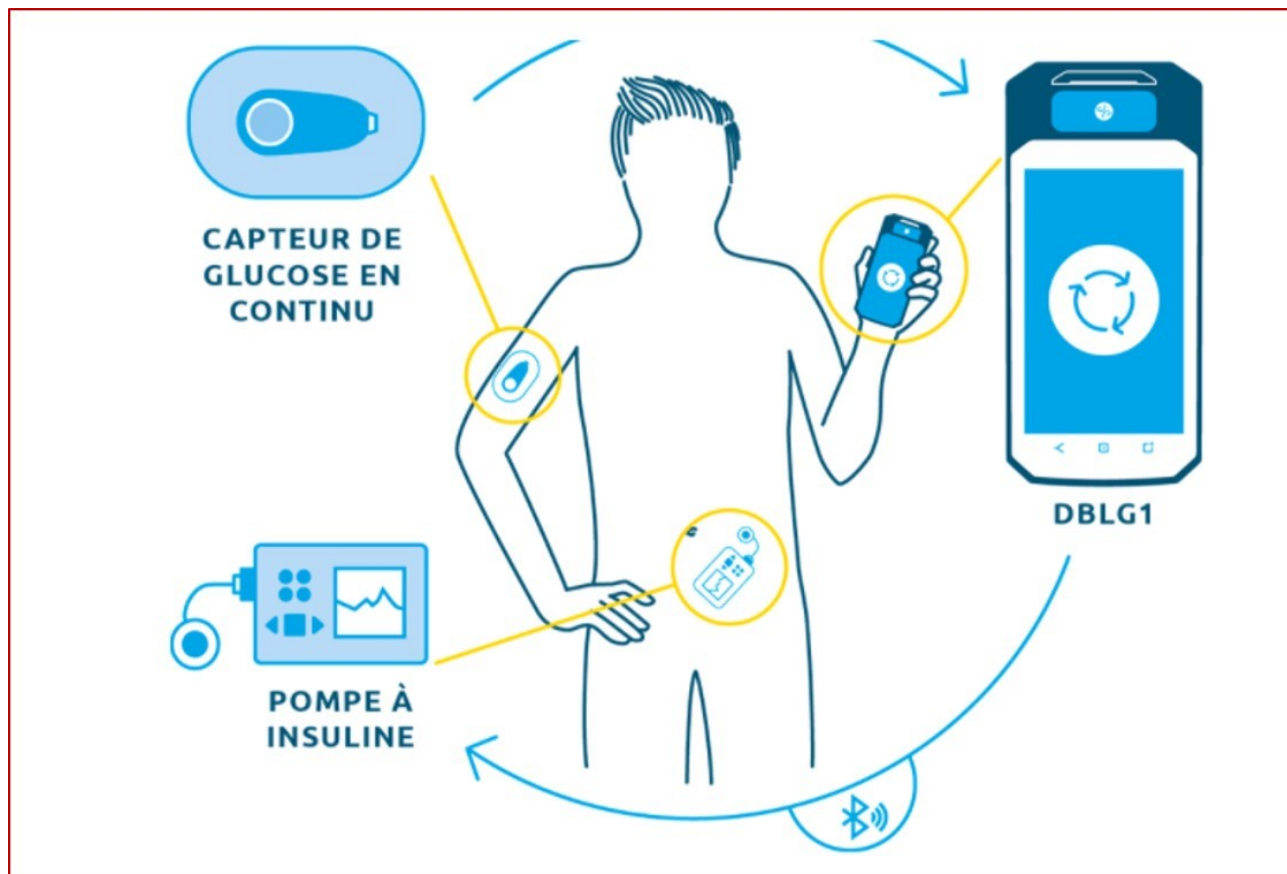 CAPTEUR DE
GLUCOSE EN
CONTINU
DBLG1
POMPE À
INSULINE